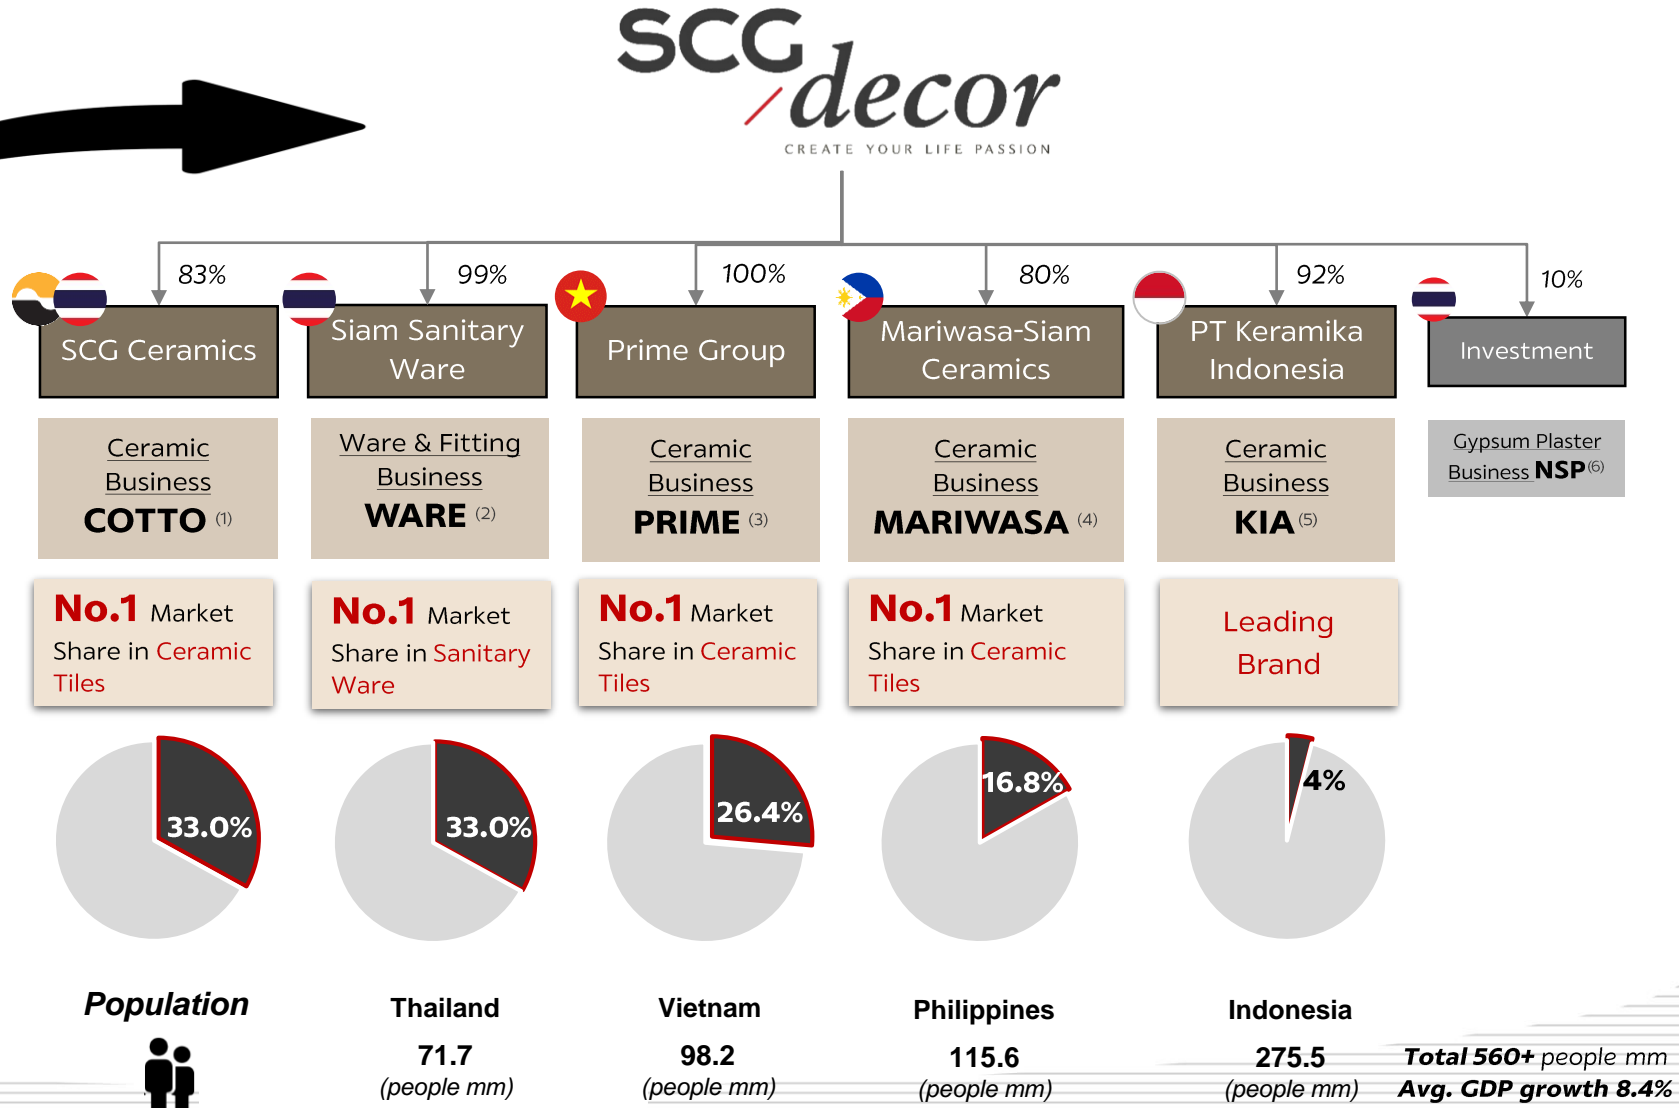 SCG
decor
CREATE YOUR LIFE PASSION
83%
99%
100%
80%
92%
10%
SCG Ceramics
Siam Sanitary
Ware
Prime Group
Mariwasa-Siam
Ceramics
PT Keramika
Indonesia
Investment
Ceramic
Business
COTTO (1)
Ware & Fitting
Business
WARE (2)
Ceramic
Business
PRIME (3)
Ceramic
Business
MARIWASA (4)
Ceramic
Business
KIA (5)
Gypsum Plaster
Business NSP (6)
No.1 Market
Share in Ceramic
Tiles
No.1 Market
Share in Sanitary
Ware
No.1 Market
Share in Ceramic
Tiles
No.1 Market
Share in Ceramic
Tiles
Leading
Brand
33.0%
33.0%
26.4%
16.8%
4%
Population
Thailand
71.7
(people mm)
Vietnam
98.2
(people mm)
Philippines
115.6
(people mm)
Indonesia
275.5
(people mm)
Total 560+ people mm
Avg. GDP growth 8.4%